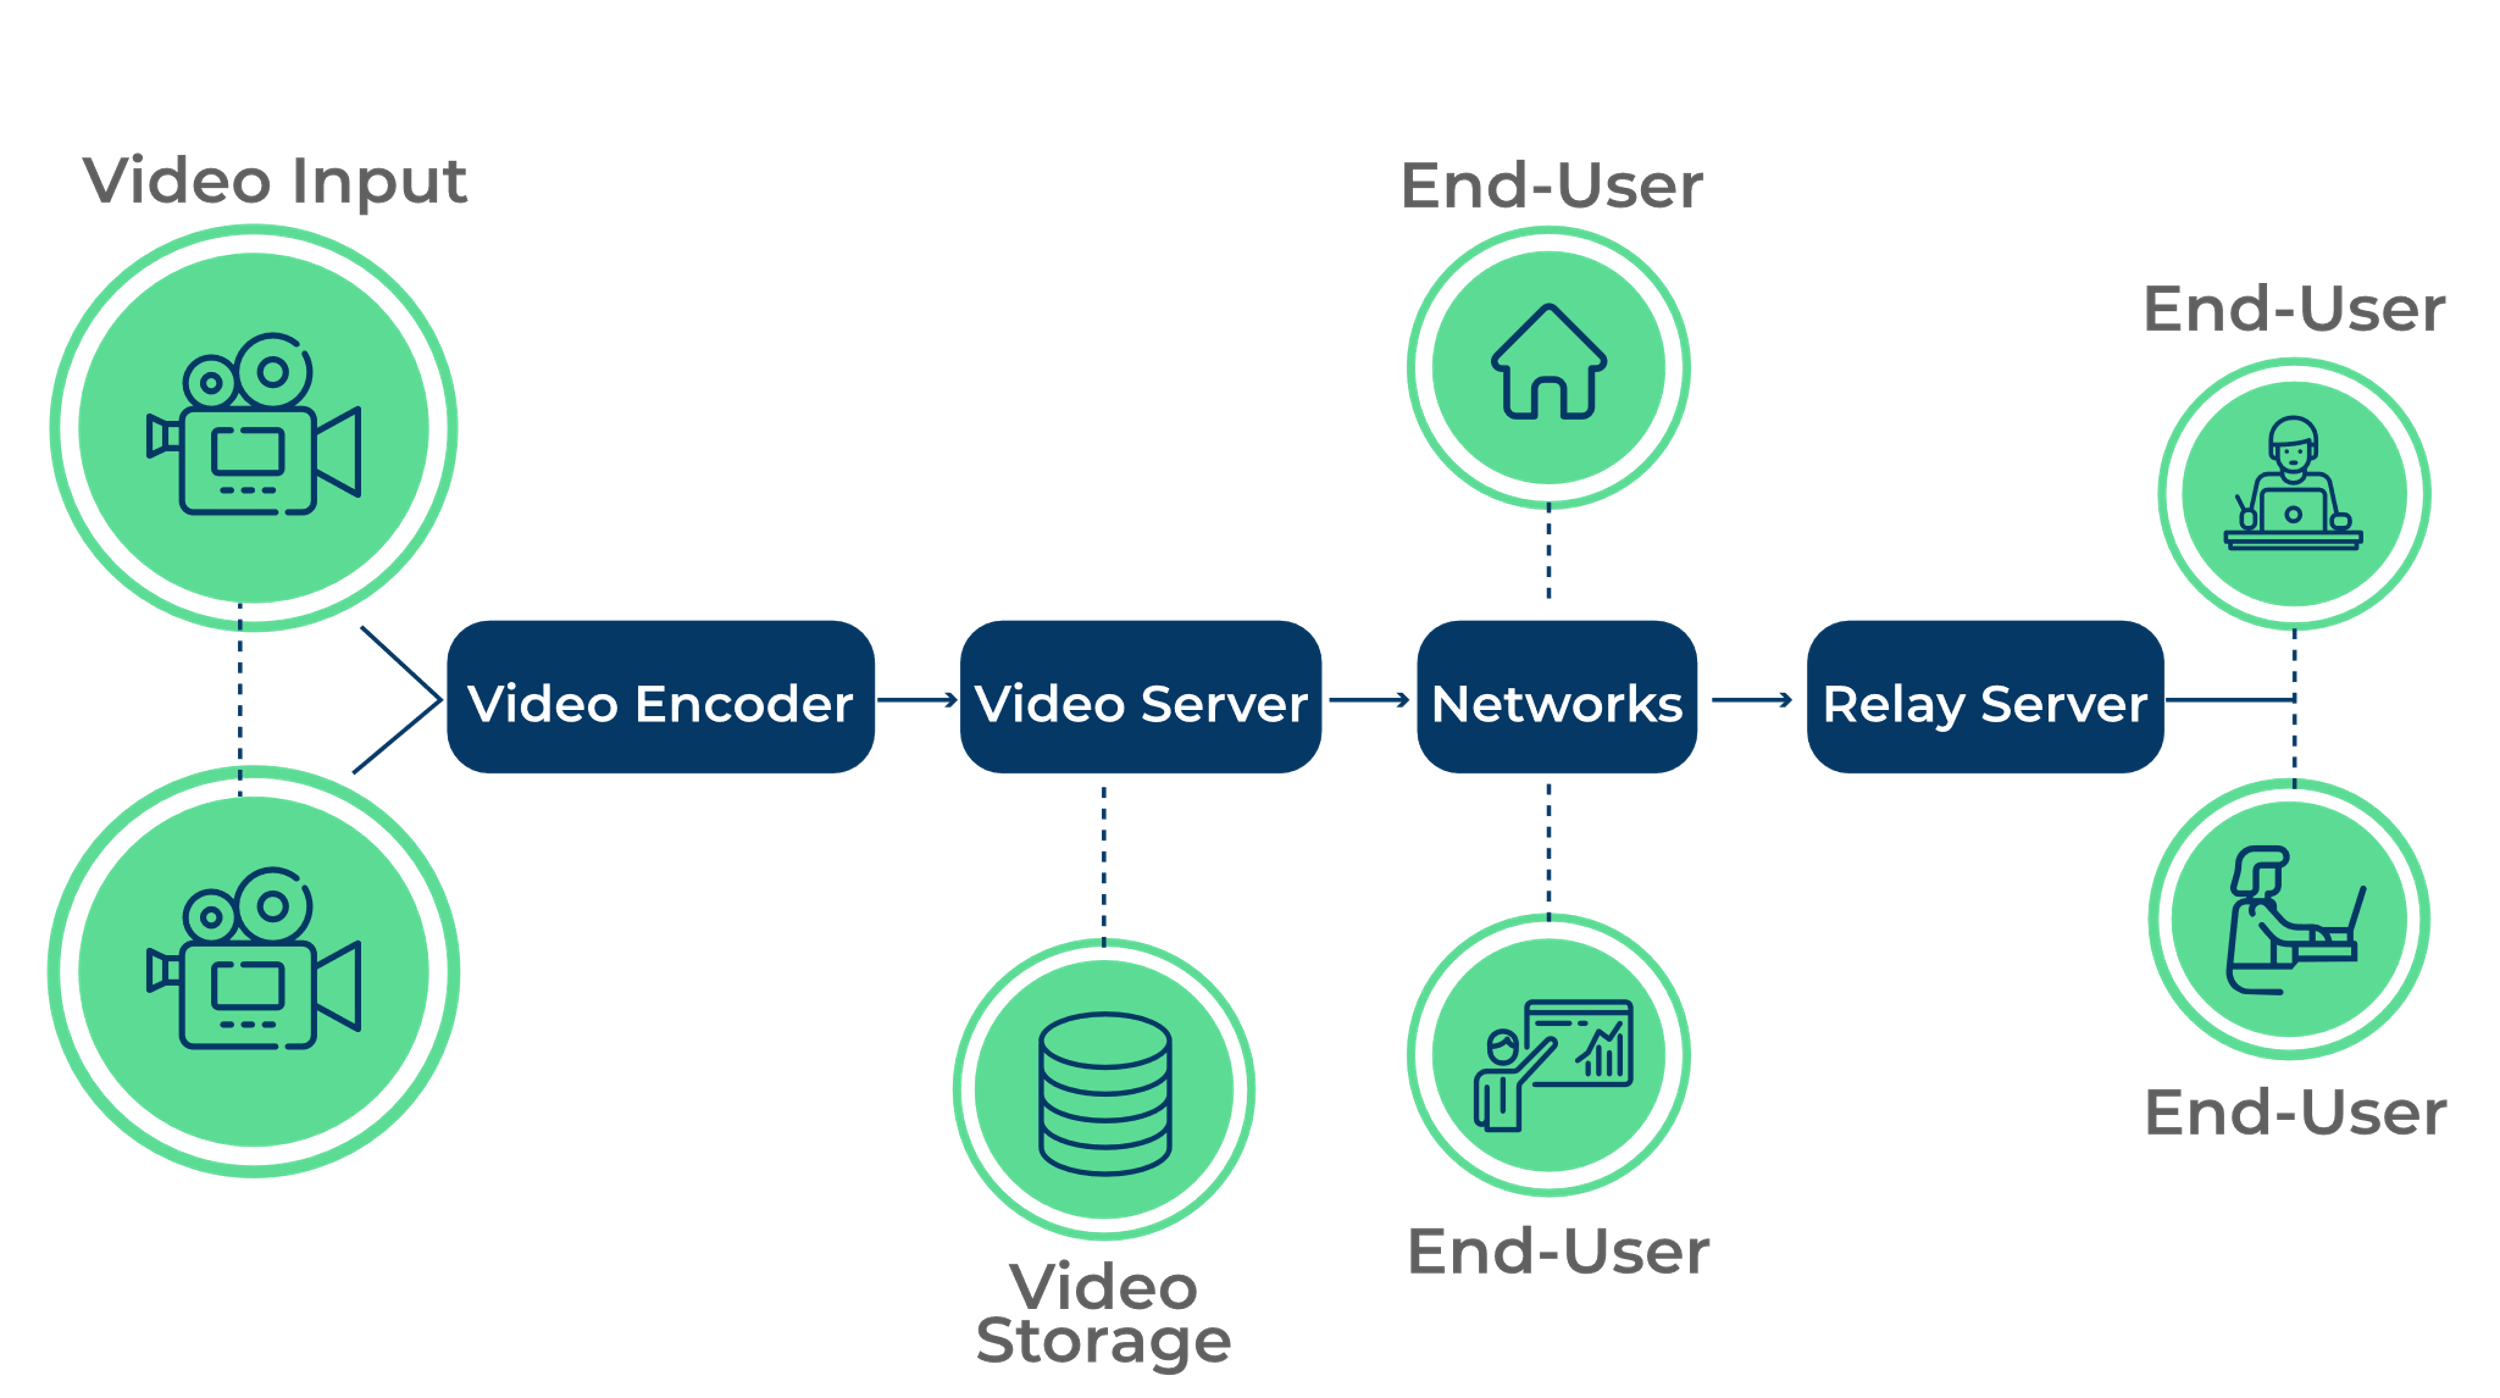 Video Input
End-User
End-User
Video Encoder
Video Server
Networks
Relay Server
End-User
End-User
Video
Storage